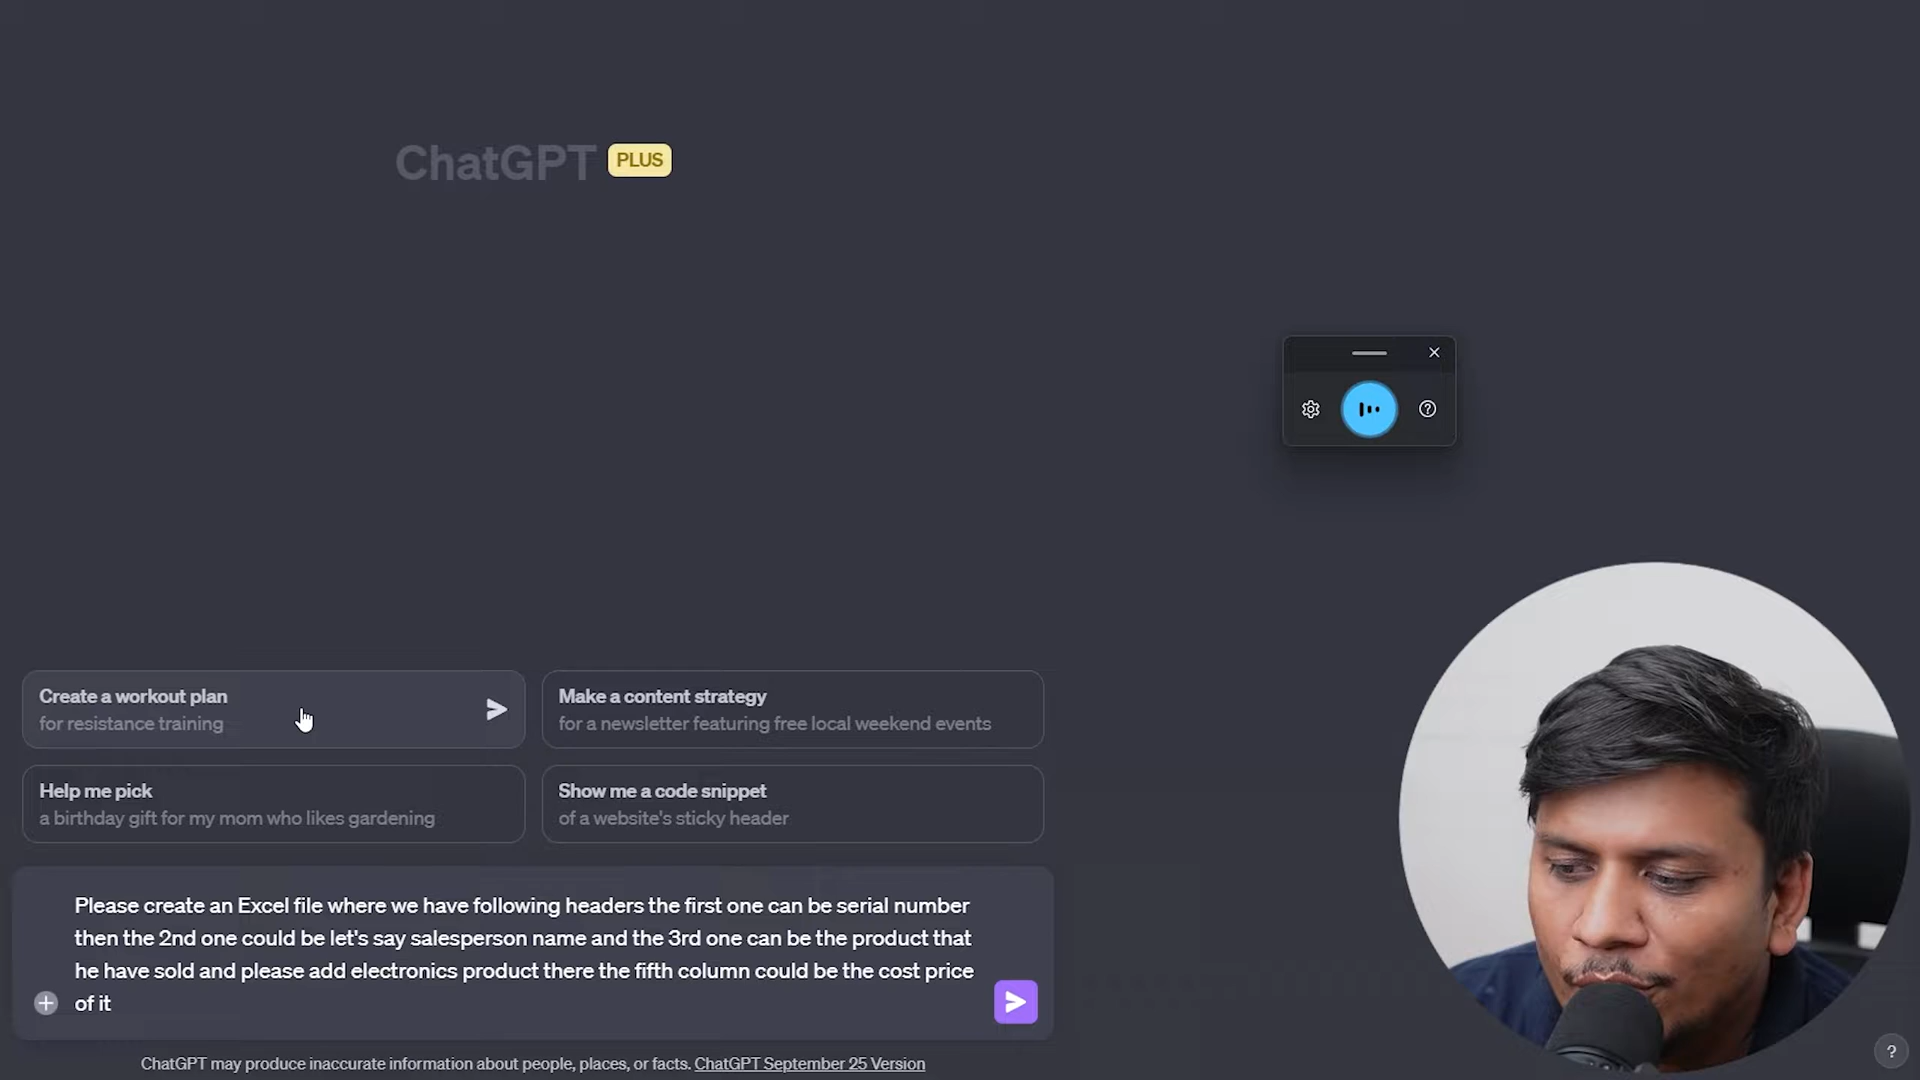 ChatGPT PLUS
Create a workout plan
for resistance training
Make a content strategy
for a newsletter featuring free local weekend events
Help me pick
a birthday gift for my mom who likes gardening
Show me a code snippet
of a website's sticky header
Please create an Excel file where we have following headers the first one can be serial number
then the 2nd one could be let's say salesperson name and the 3rd one can be the product that
he have sold and please add electronics product there the fifth column could be the cost price
of it
ChatGPT may produce inaccurate information about people, places, or facts. ChatGPT September 25 Version
?